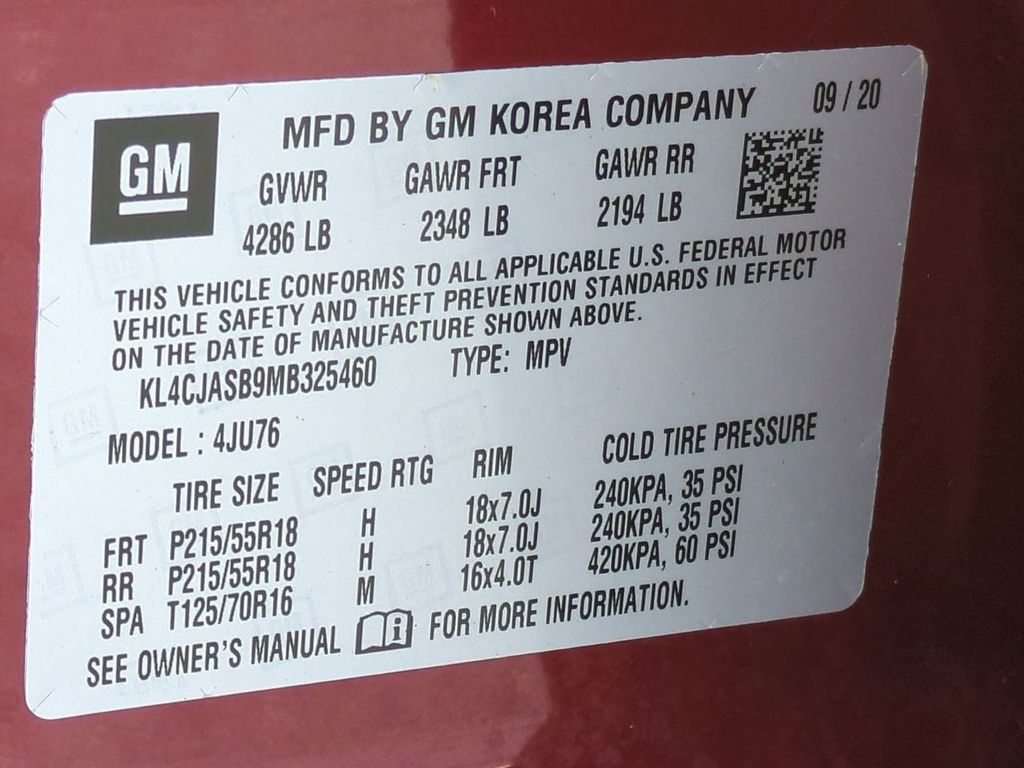 GM
MFD BY GM KOREA COMPANY 09 / 20
GVWR GAWR FRT GAWR RR
4286 LB 2348 LB 2194 LB
THIS VEHICLE CONFORMS TO ALL APPLICABLE U.S. FEDERAL MOTOR
VEHICLE SAFETY AND THEFT PREVENTION STANDARDS IN EFFECT
ON THE DATE OF MANUFACTURE SHOWN ABOVE.
KL4CJASB9MB325460 TYPE: MPV
MODEL : 4JU76
TIRE SIZE SPEED RTG RIM COLD TIRE PRESSURE
FRT P215/55R18 H 18x7.0J 240KPA, 35 PSI
RR P215/55R18 H 18x7.0J 240KPA, 35 PSI
SPA T125/70R16 M 16x4.0T 420KPA, 60 PSI
SEE OWNER'S MANUAL i FOR MORE INFORMATION.